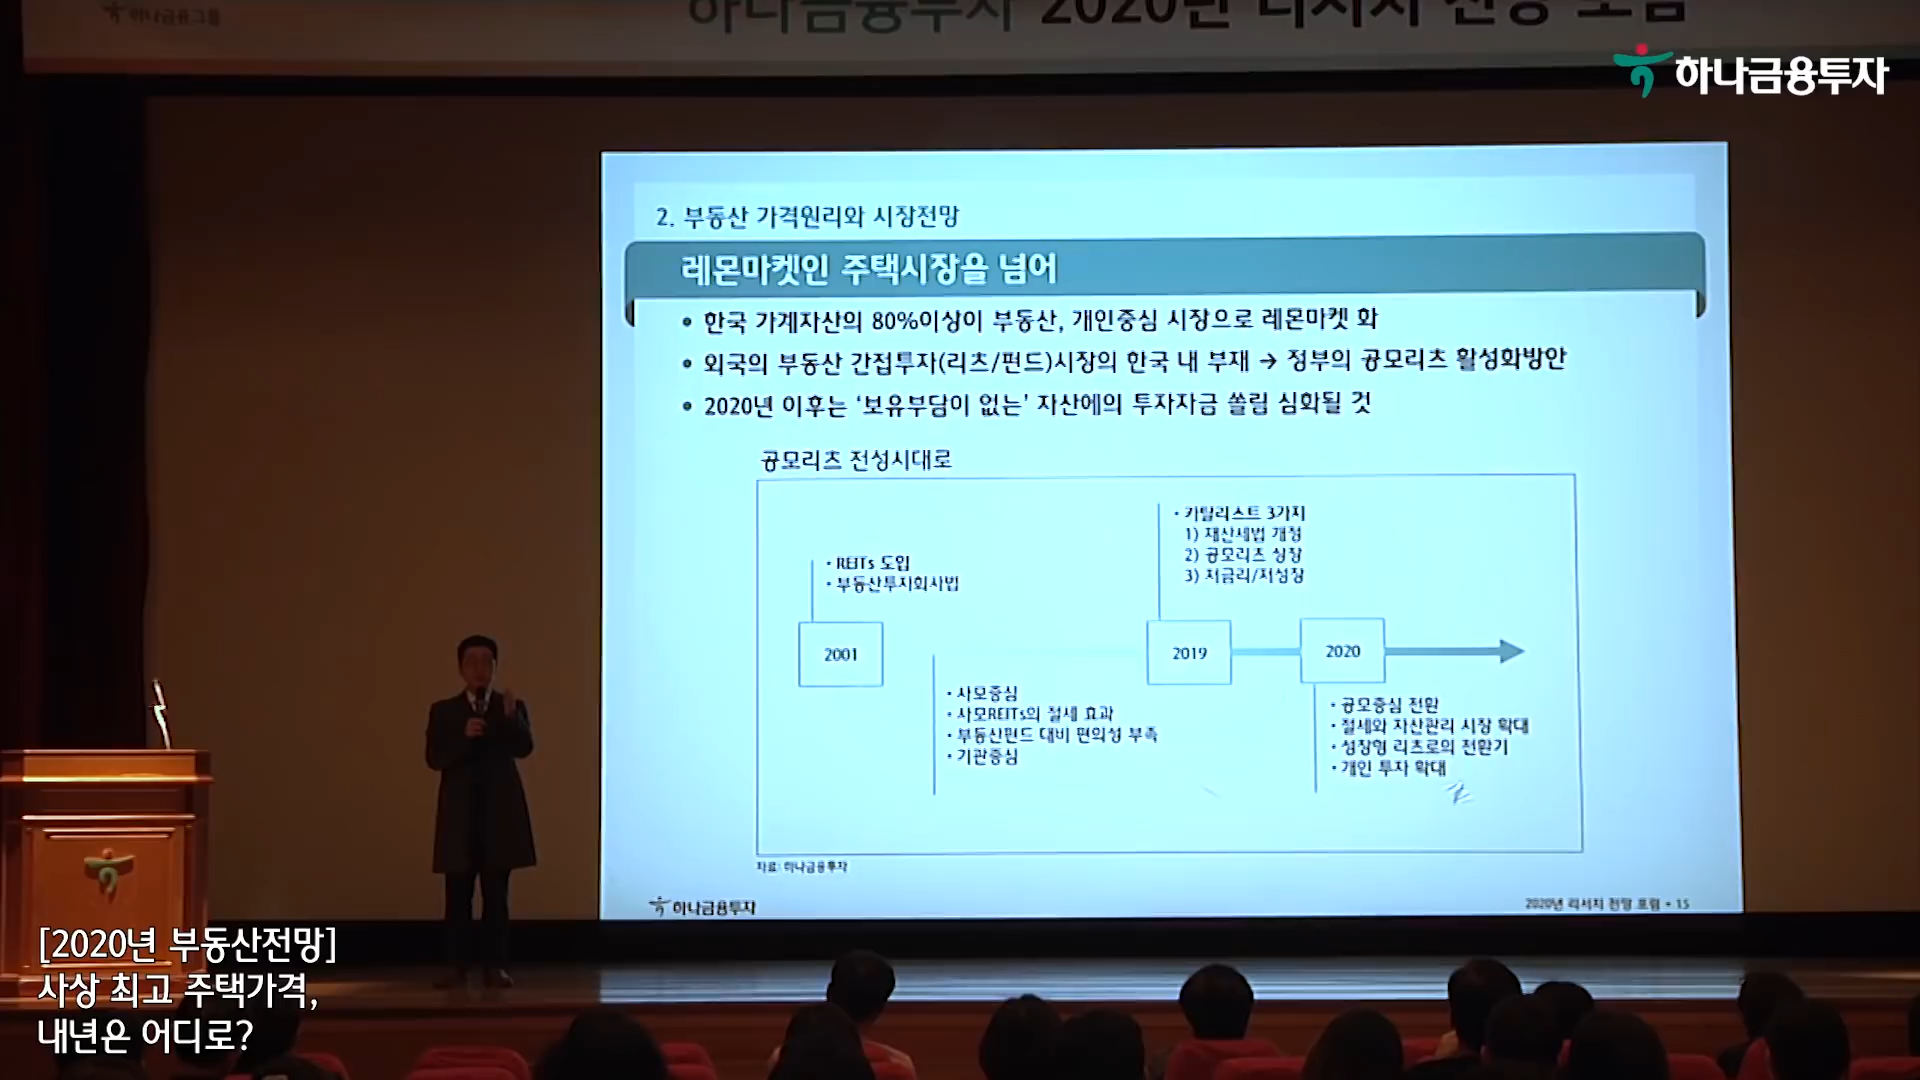 하나금융그룹
하나금융투자 2020년 리서치 전망 포럼
하나금융투자
2. 부동산 가격원리와 시장전망
레몬마켓인 주택시장을 넘어
• 한국 가계자산의 80%이상이 부동산, 개인중심 시장으로 레몬마켓 화
• 외국의 부동산 간접투자(리츠/펀드)시장의 한국 내 부재 → 정부의 공모리츠 활성화방안
• 2020년 이후는 ‘보유부담이 없는’ 자산에의 투자자금 쏠림 심화될 것
공모리츠 전성시대로
• 카탈리스트 3가지
1) 재산세법 개정
2) 공모리츠 상장
3) 저금리/저성장
• REITs 도입
• 부동산투자회사법
2001
2019
2020
• 사모중심
• 사모REITs의 절세 효과
• 부동산펀드 대비 편의성 부족
• 기관중심
• 공모중심 전환
• 절세와 자산관리 시장 확대
• 성장형 리츠로의 전환기
• 개인 투자 확대
자료: 하나금융투자
하나금융투자
2020년 리서치 전망 포럼 • 15
[2020년 부동산전망]
사상 최고 주택가격,
내년은 어디로?